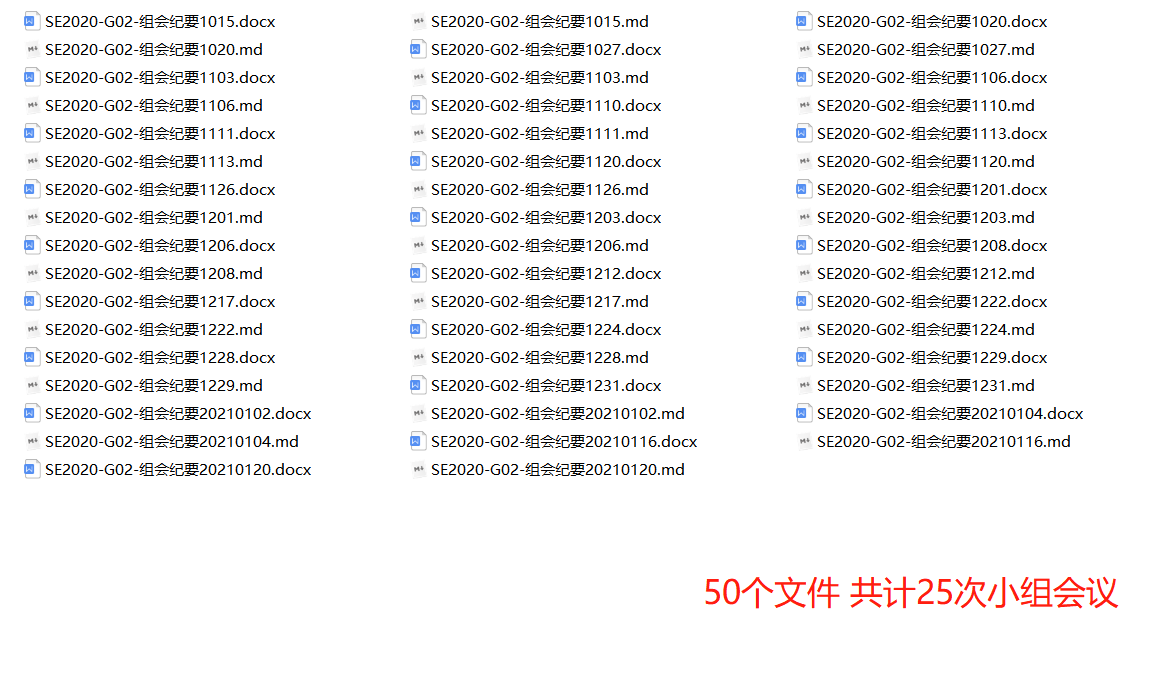 SE2020-G02-组会纪要1015.docx SE2020-G02-组会纪要1015.md SE2020-G02-组会纪要1020.docx
SE2020-G02-组会纪要1020.md SE2020-G02-组会纪要1027.docx SE2020-G02-组会纪要1027.md
SE2020-G02-组会纪要1103.docx SE2020-G02-组会纪要1103.md SE2020-G02-组会纪要1106.docx
SE2020-G02-组会纪要1106.md SE2020-G02-组会纪要1110.docx SE2020-G02-组会纪要1110.md
SE2020-G02-组会纪要1111.docx SE2020-G02-组会纪要1111.md SE2020-G02-组会纪要1113.docx
SE2020-G02-组会纪要1113.md SE2020-G02-组会纪要1120.docx SE2020-G02-组会纪要1120.md
SE2020-G02-组会纪要1126.docx SE2020-G02-组会纪要1126.md SE2020-G02-组会纪要1201.docx
SE2020-G02-组会纪要1201.md SE2020-G02-组会纪要1203.docx SE2020-G02-组会纪要1203.md
SE2020-G02-组会纪要1206.docx SE2020-G02-组会纪要1206.md SE2020-G02-组会纪要1208.docx
SE2020-G02-组会纪要1208.md SE2020-G02-组会纪要1212.docx SE2020-G02-组会纪要1212.md
SE2020-G02-组会纪要1217.docx SE2020-G02-组会纪要1217.md SE2020-G02-组会纪要1222.docx
SE2020-G02-组会纪要1222.md SE2020-G02-组会纪要1224.docx SE2020-G02-组会纪要1224.md
SE2020-G02-组会纪要1228.docx SE2020-G02-组会纪要1228.md SE2020-G02-组会纪要1229.docx
SE2020-G02-组会纪要1229.md SE2020-G02-组会纪要1231.docx SE2020-G02-组会纪要1231.md
SE2020-G02-组会纪要20210102.docx SE2020-G02-组会纪要20210102.md SE2020-G02-组会纪要20210104.docx
SE2020-G02-组会纪要20210104.md SE2020-G02-组会纪要20210116.docx SE2020-G02-组会纪要20210116.md
SE2020-G02-组会纪要20210120.docx SE2020-G02-组会纪要20210120.md
50个文件 共计25次小组会议